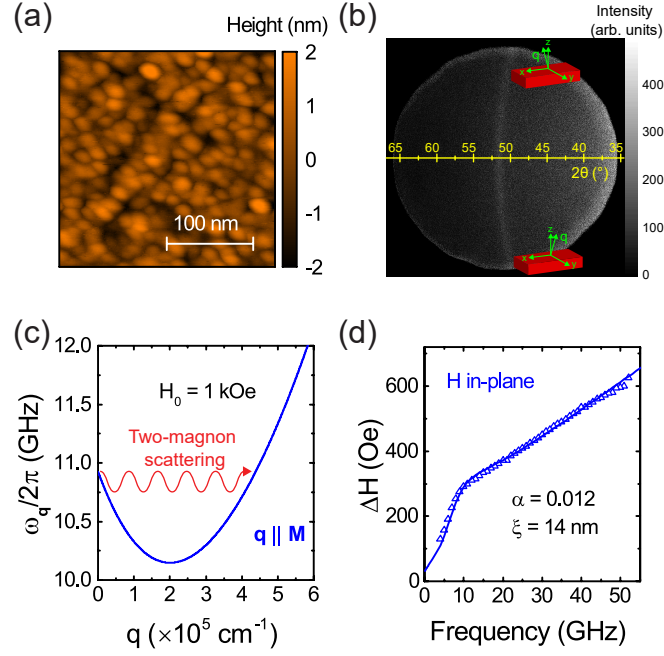 (a)
Height (nm)
2
1
0
-1
-2
100 nm
(b)
Intensity
(arb. units)
400
300
200
100
0
z
q
x
y
65 60 55 50 45 40 35
2θ (°)
z
q
x
y
(c)
12.0
11.5
11.0
10.5
10.0
ω_q/2π (GHz)
H₀ = 1 kOe
Two-magnon
scattering
q || M
0 1 2 3 4 5 6
q (×10⁵ cm⁻¹)
(d)
600
400
200
0
ΔH (Oe)
H in-plane
α = 0.012
ξ = 14 nm
0 10 20 30 40 50
Frequency (GHz)